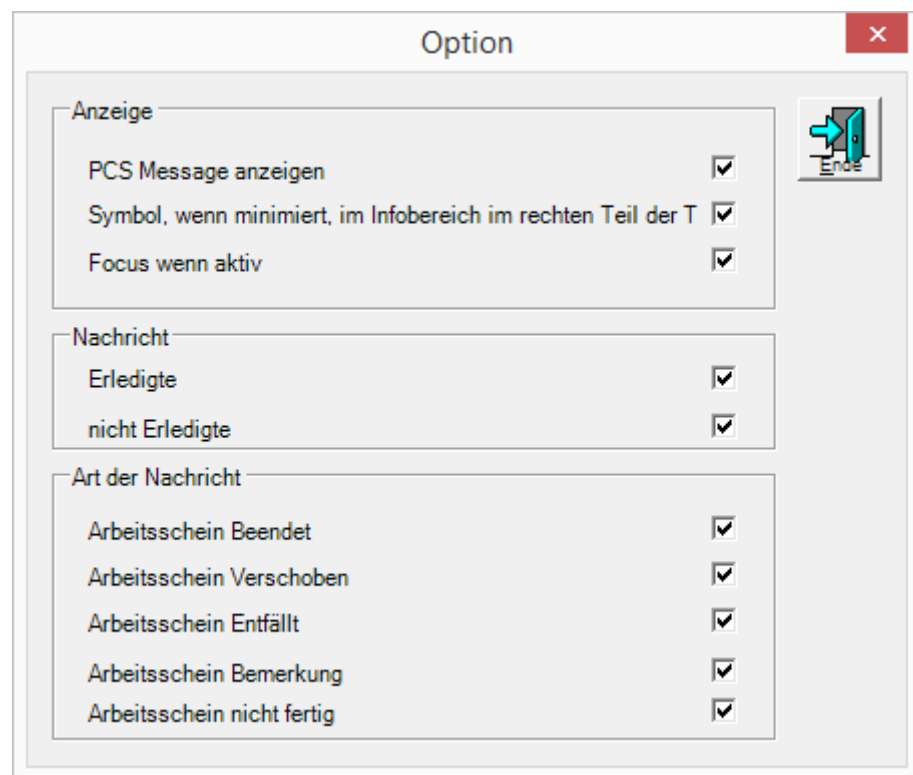 Option
Anzeige
PCS Message anzeigen
Symbol, wenn minimiert, im Infobereich im rechten Teil der T
Focus wenn aktiv
Ende
Nachricht
Erledigte
nicht Erledigte
Art der Nachricht
Arbeitsschein Beendet
Arbeitsschein Verschoben
Arbeitsschein Entfällt
Arbeitsschein Bemerkung
Arbeitsschein nicht fertig